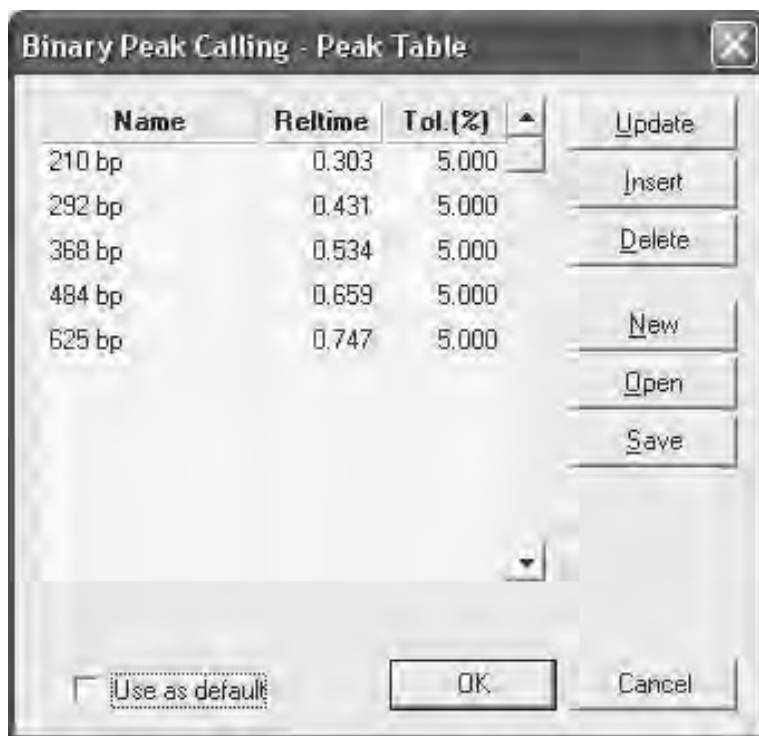 Binary Peak Calling - Peak Table
Name Reltime Tol.(%)
210 bp 0.303 5.000
292 bp 0.431 5.000
368 bp 0.534 5.000
484 bp 0.659 5.000
625 bp 0.747 5.000
Update
Insert
Delete
New
Open
Save
Use as default
OK
Cancel